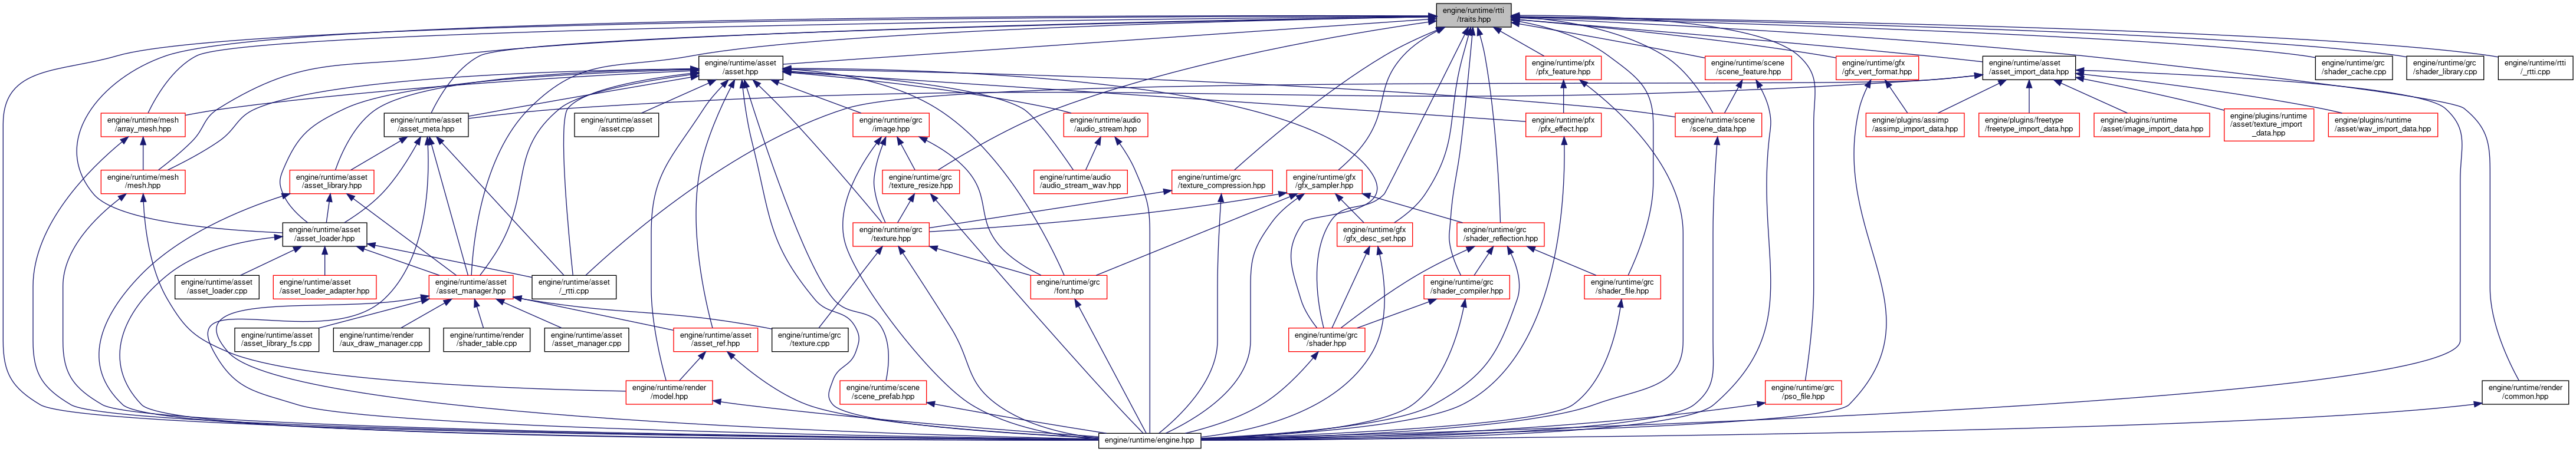 engine/runtime/rtti
/traits.hpp
engine/runtime/asset
/asset.hpp
engine/runtime/pfx
/pfx_feature.hpp
engine/runtime/scene
/scene_feature.hpp
engine/runtime/gfx
/gfx_vert_format.hpp
engine/runtime/asset
/asset_import_data.hpp
engine/runtime/grc
/shader_cache.cpp
engine/runtime/grc
/shader_library.cpp
engine/runtime/rtti
/_rtti.cpp
engine/runtime/mesh
/array_mesh.hpp
engine/runtime/asset
/asset_meta.hpp
engine/runtime/asset
/asset.cpp
engine/runtime/grc
/image.hpp
engine/runtime/audio
/audio_stream.hpp
engine/runtime/pfx
/pfx_effect.hpp
engine/runtime/scene
/scene_data.hpp
engine/plugins/assimp
/assimp_import_data.hpp
engine/plugins/freetype
/freetype_import_data.hpp
engine/plugins/runtime
/asset/image_import_data.hpp
engine/plugins/runtime
/asset/texture_import
_data.hpp
engine/plugins/runtime
/asset/wav_import_data.hpp
engine/runtime/mesh
/mesh.hpp
engine/runtime/asset
/asset_library.hpp
engine/runtime/grc
/texture_resize.hpp
engine/runtime/audio
/audio_stream_wav.hpp
engine/runtime/grc
/texture_compression.hpp
engine/runtime/gfx
/gfx_sampler.hpp
engine/runtime/asset
/asset_loader.hpp
engine/runtime/grc
/texture.hpp
engine/runtime/gfx
/gfx_desc_set.hpp
engine/runtime/grc
/shader_reflection.hpp
engine/runtime/asset
/asset_loader.cpp
engine/runtime/asset
/asset_loader_adapter.hpp
engine/runtime/asset
/asset_manager.hpp
engine/runtime/asset
/_rtti.cpp
engine/runtime/grc
/font.hpp
engine/runtime/grc
/shader_compiler.hpp
engine/runtime/grc
/shader_file.hpp
engine/runtime/asset
/asset_library_fs.cpp
engine/runtime/render
/aux_draw_manager.cpp
engine/runtime/render
/shader_table.cpp
engine/runtime/asset
/asset_manager.cpp
engine/runtime/asset
/asset_ref.hpp
engine/runtime/grc
/texture.cpp
engine/runtime/grc
/shader.hpp
engine/runtime/render
/model.hpp
engine/runtime/scene
/scene_prefab.hpp
engine/runtime/grc
/pso_file.hpp
engine/runtime/render
/common.hpp
engine/runtime/engine.hpp